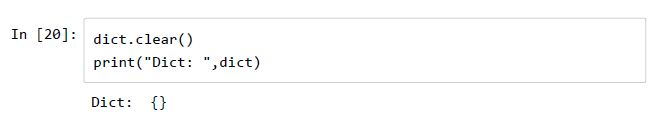 In [20]: dict.clear()
print("Dict: ",dict)
Dict:  {}